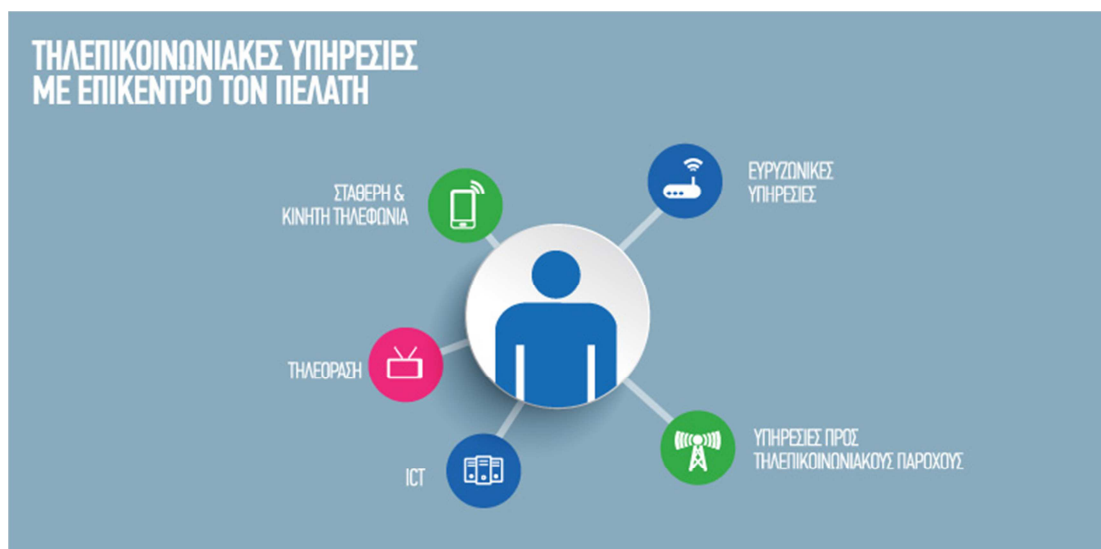 ΤΗΛΕΠΙΚΟΙΝΩΝΙΑΚΕΣ ΥΠΗΡΕΣΙΕΣ
ΜΕ ΕΠΙΚΕΝΤΡΟ ΤΟΝ ΠΕΛΑΤΗ
ΣΤΑΘΕΡΗ &
ΚΙΝΗΤΗ ΤΗΛΕΦΩΝΙΑ
ΕΥΡΥΖΩΝΙΚΕΣ
ΥΠΗΡΕΣΙΕΣ
ΤΗΛΕΟΡΑΣΗ
ICT
ΥΠΗΡΕΣΙΕΣ ΠΡΟΣ
ΤΗΛΕΠΙΚΟΙΝΩΝΙΑΚΟΥΣ ΠΑΡΟΧΟΥΣ